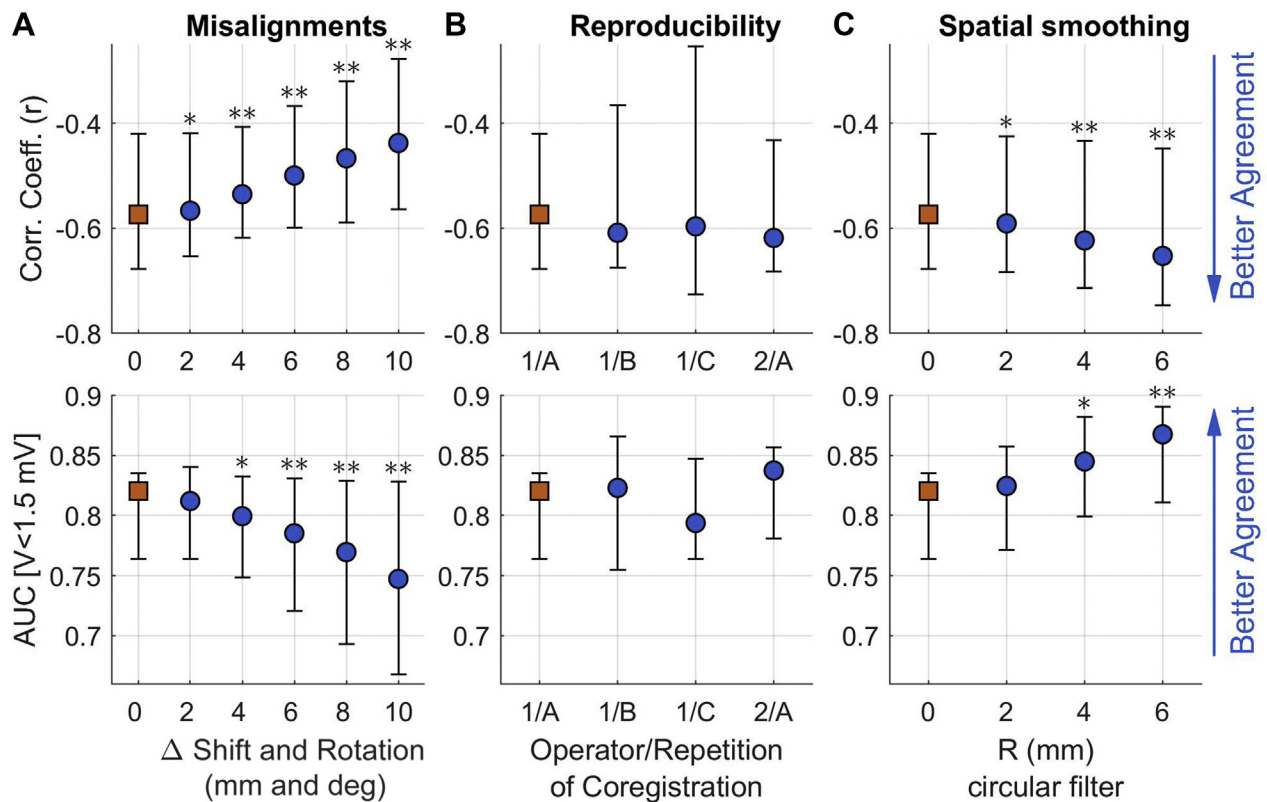 A Misalignments
Corr. Coeff. (r)
-0.4
-0.6
-0.8
* ** ** ** **
0 2 4 6 8 10
B Reproducibility
-0.4
-0.6
-0.8
1/A 1/B 1/C 2/A
C Spatial smoothing
-0.4
-0.6
-0.8
* ** **
0 2 4 6
Better Agreement
AUC [V<1.5 mV]
0.9
0.85
0.8
0.75
0.7
* ** ** **
0 2 4 6 8 10
Δ Shift and Rotation
(mm and deg)
0.9
0.85
0.8
0.75
0.7
1/A 1/B 1/C 2/A
Operator/Repetition
of Coregistration
0.9
0.85
0.8
0.75
0.7
* **
0 2 4 6
R (mm)
circular filter
Better Agreement